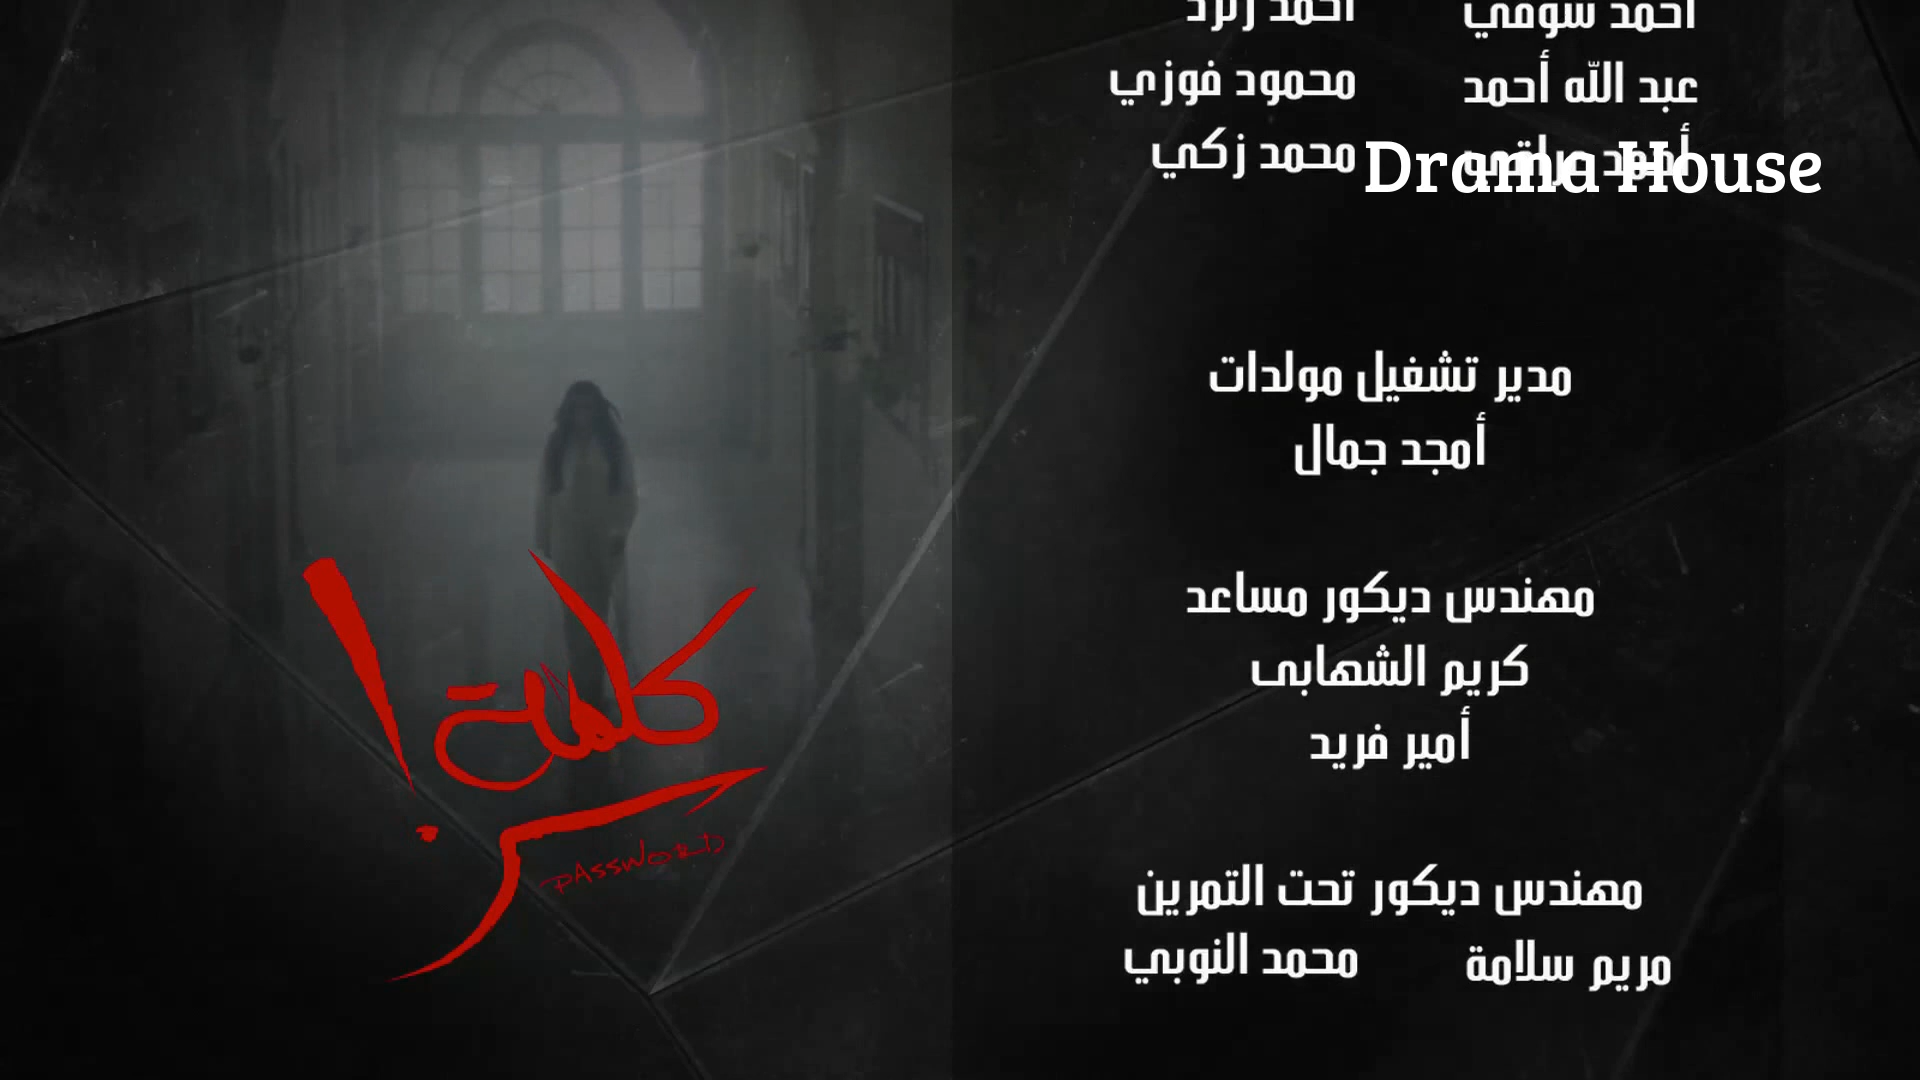 عبد الله أحمد محمود فوزي
محمد زكي
Drama House
مدير تشغيل مولدات
أمجد جمال
مهندس ديكور مساعد
كريم الشهابى
أمير فريد
مهندس ديكور تحت التمرين
مريم سلامة محمد النوبي
كلمة
سر
!
PASSWORD